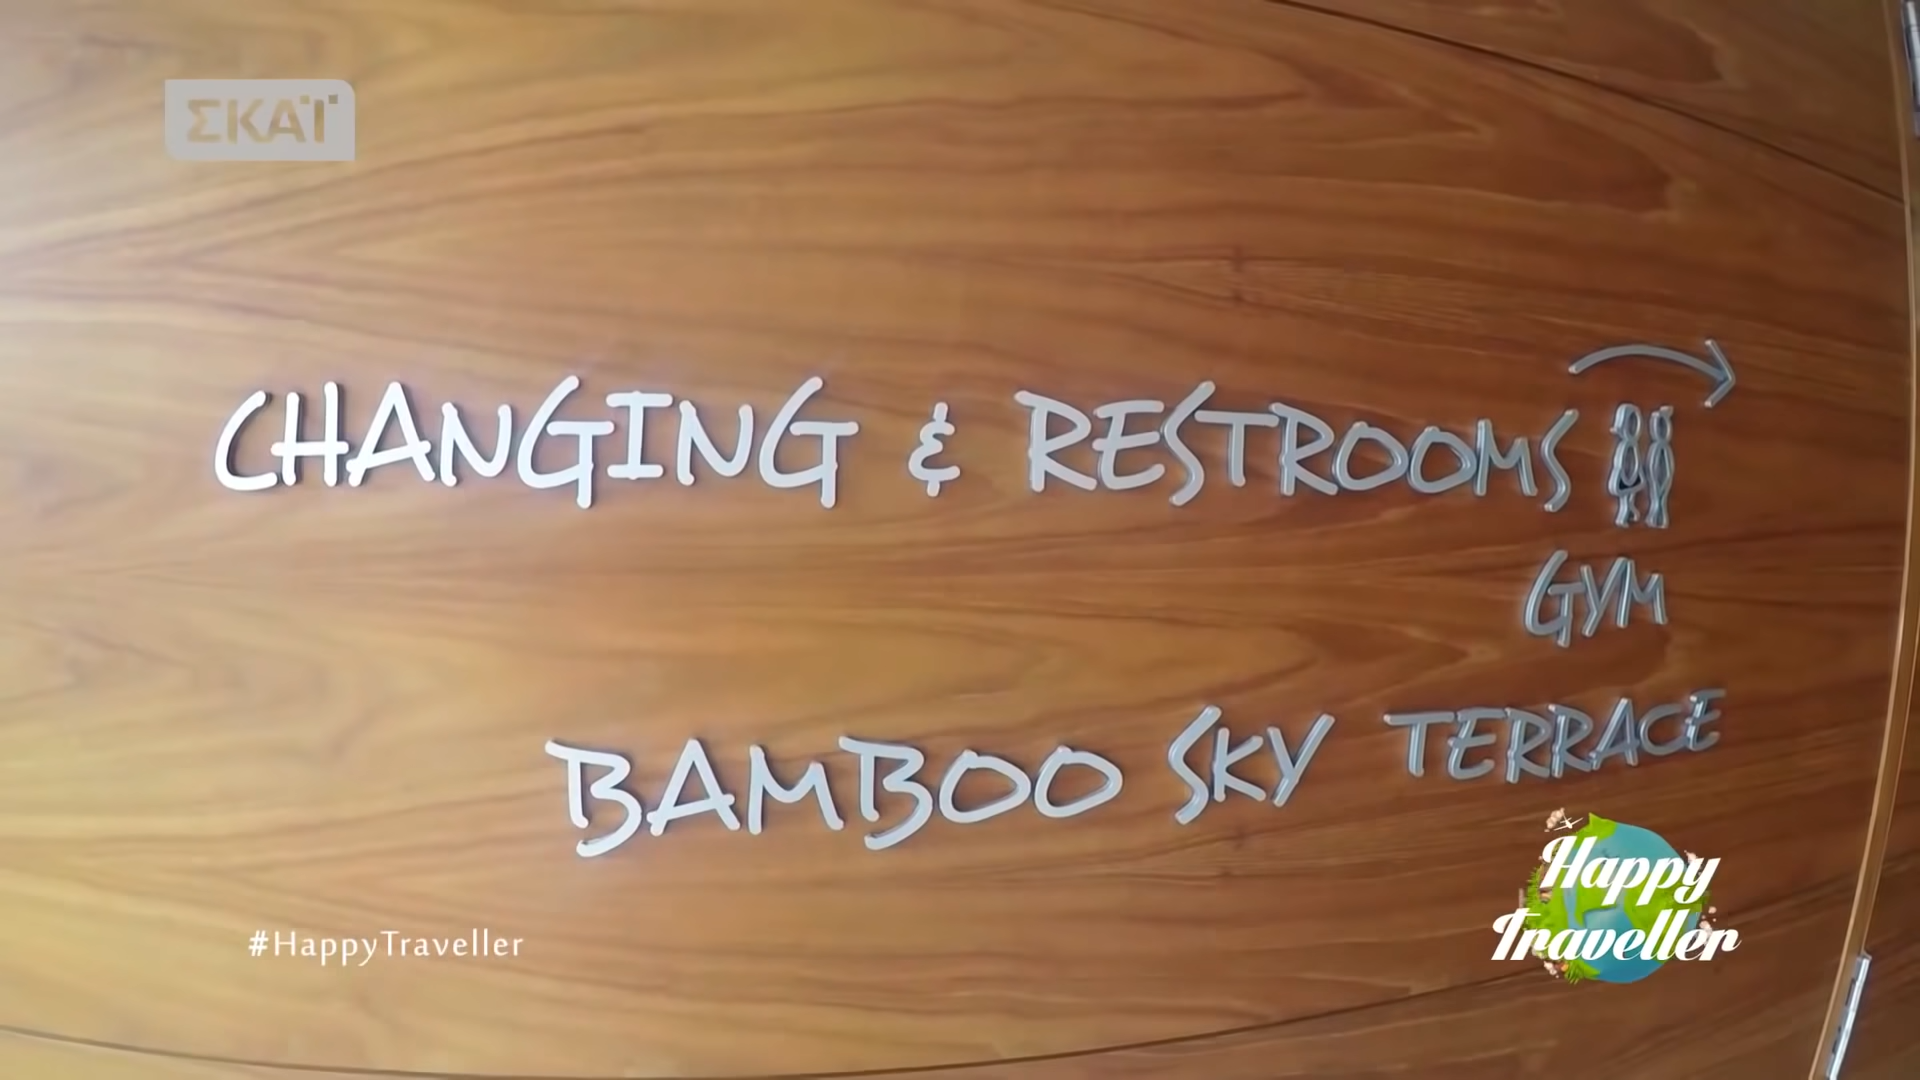 ΣΚΑΪ
CHANGING & RESTROOMS
GYM
BAMBOO SKY TERRACE
Happy
Traveller
#HappyTraveller